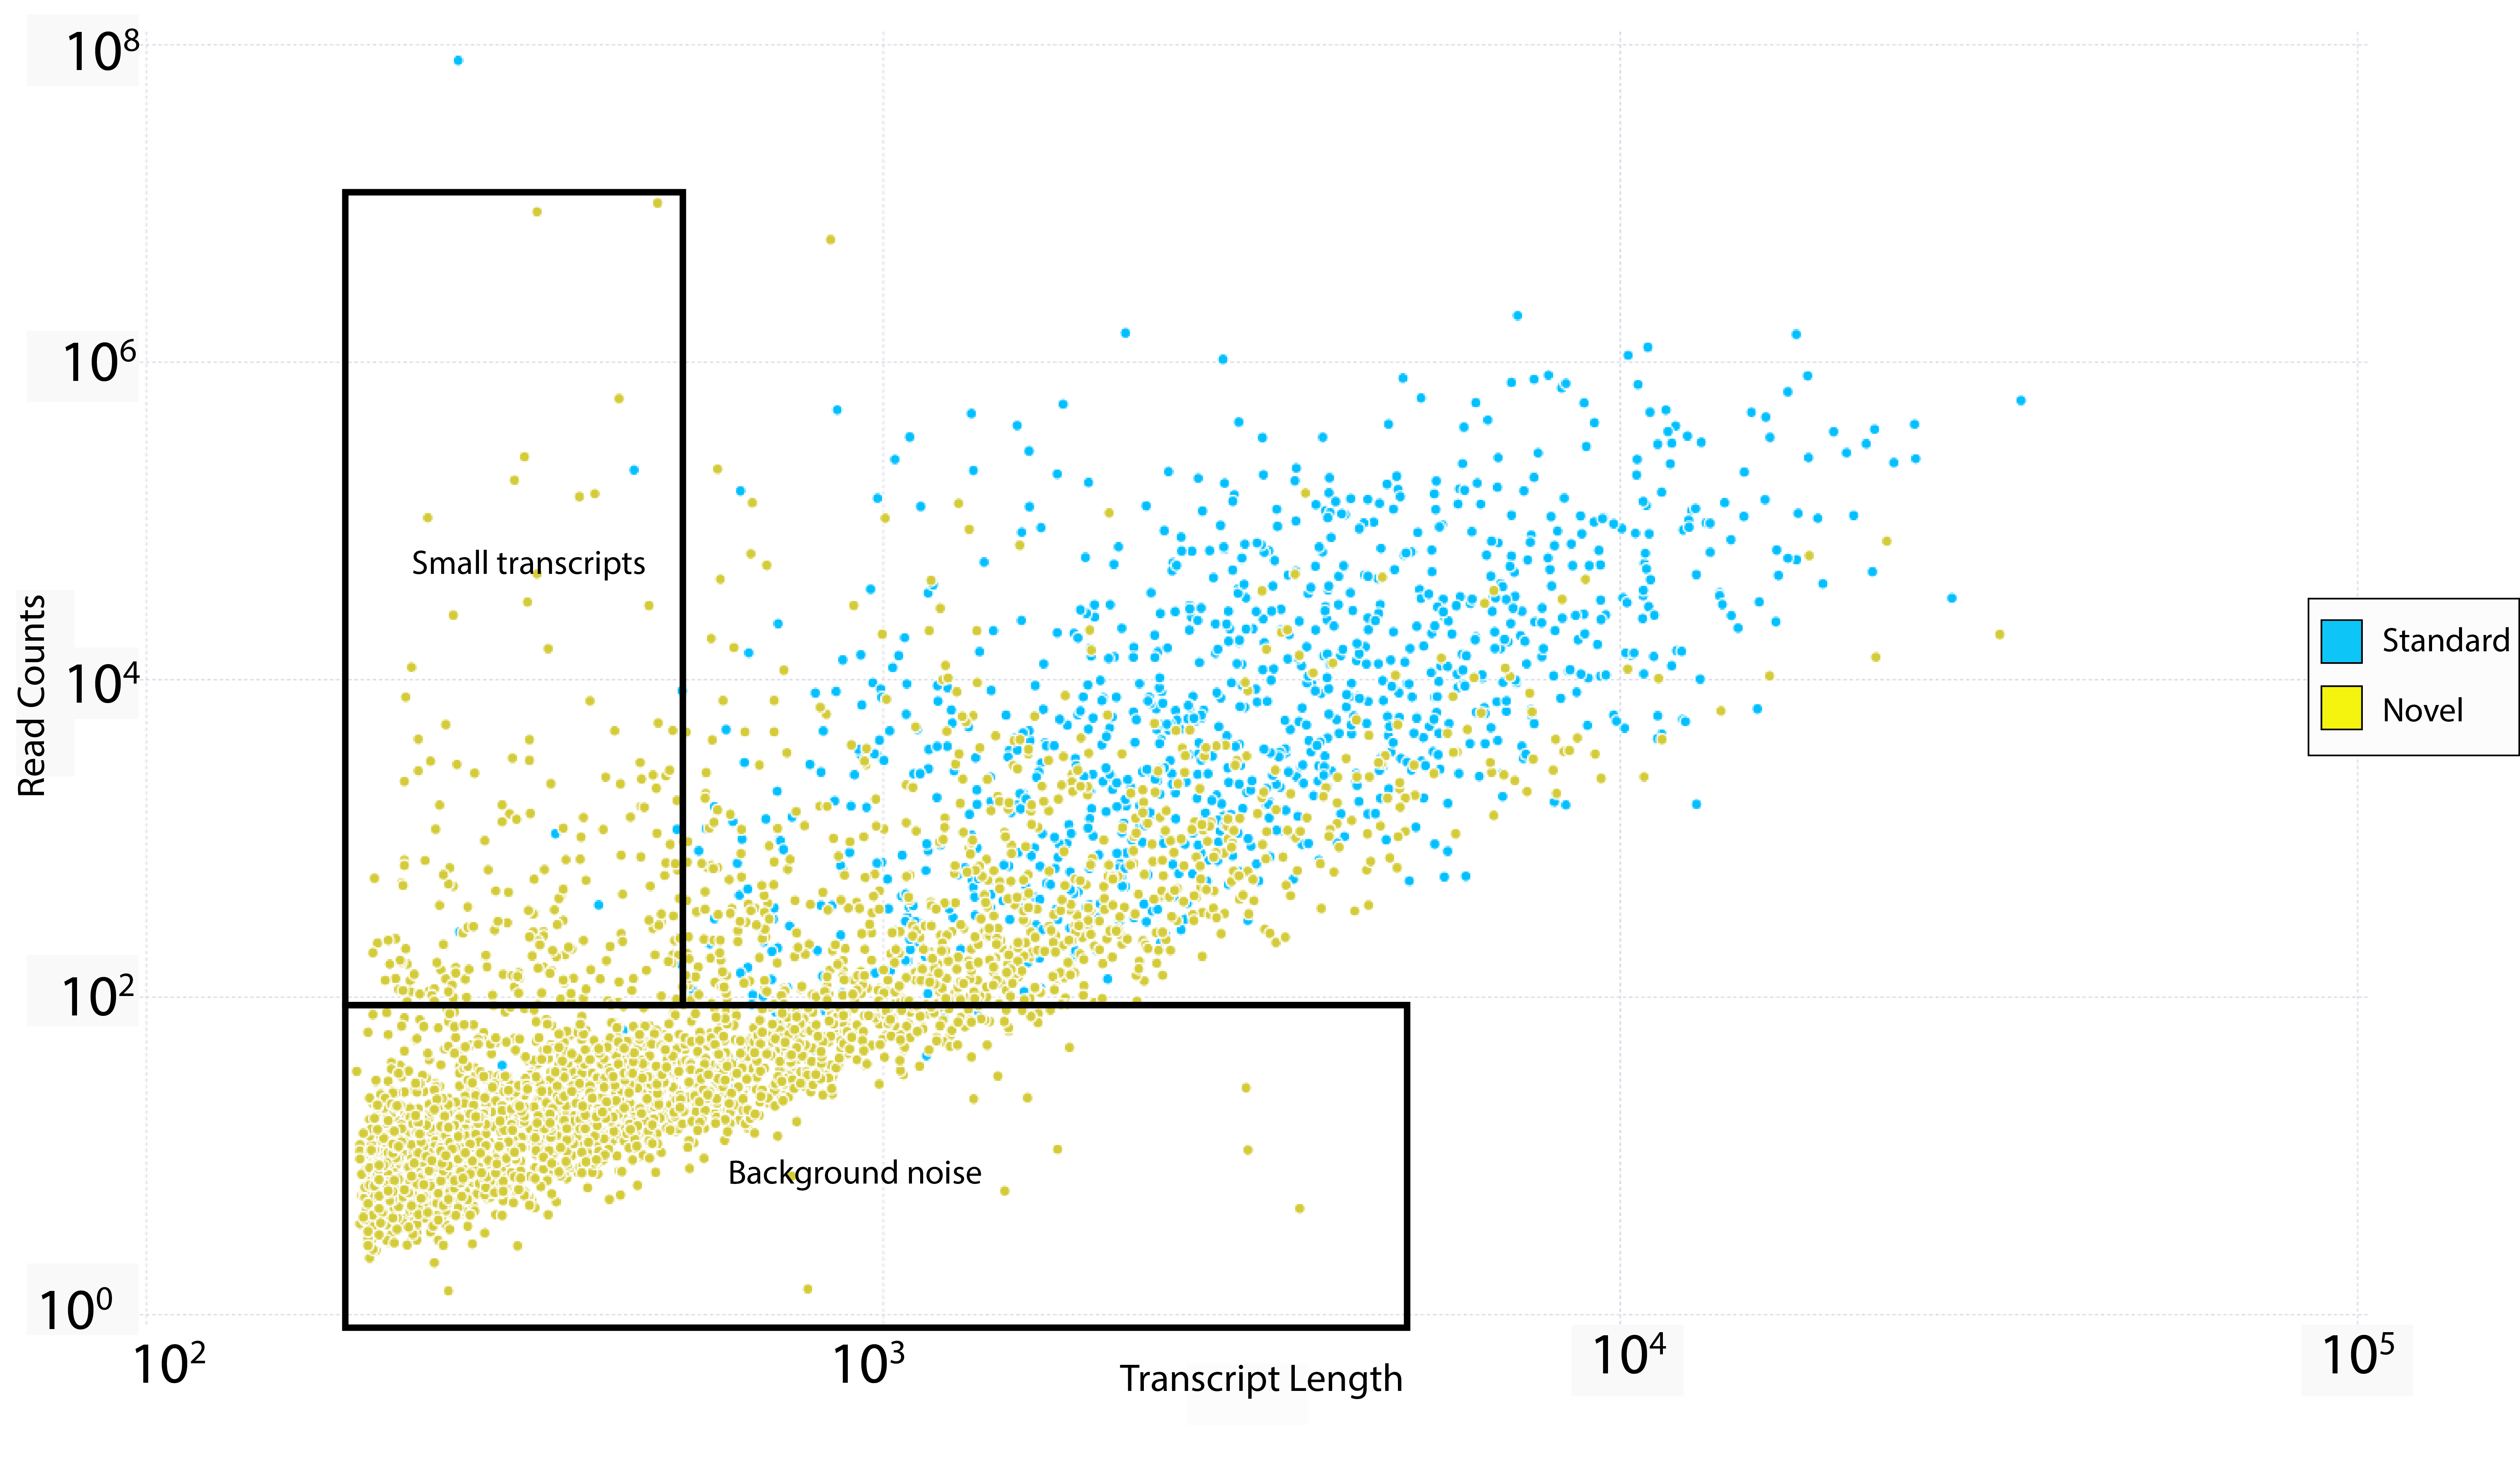 10⁸
10⁶
Small transcripts
Read Counts
Standard
10⁴
Novel
10²
Background noise
10⁰
10²
10³
Transcript Length
10⁴
10⁵